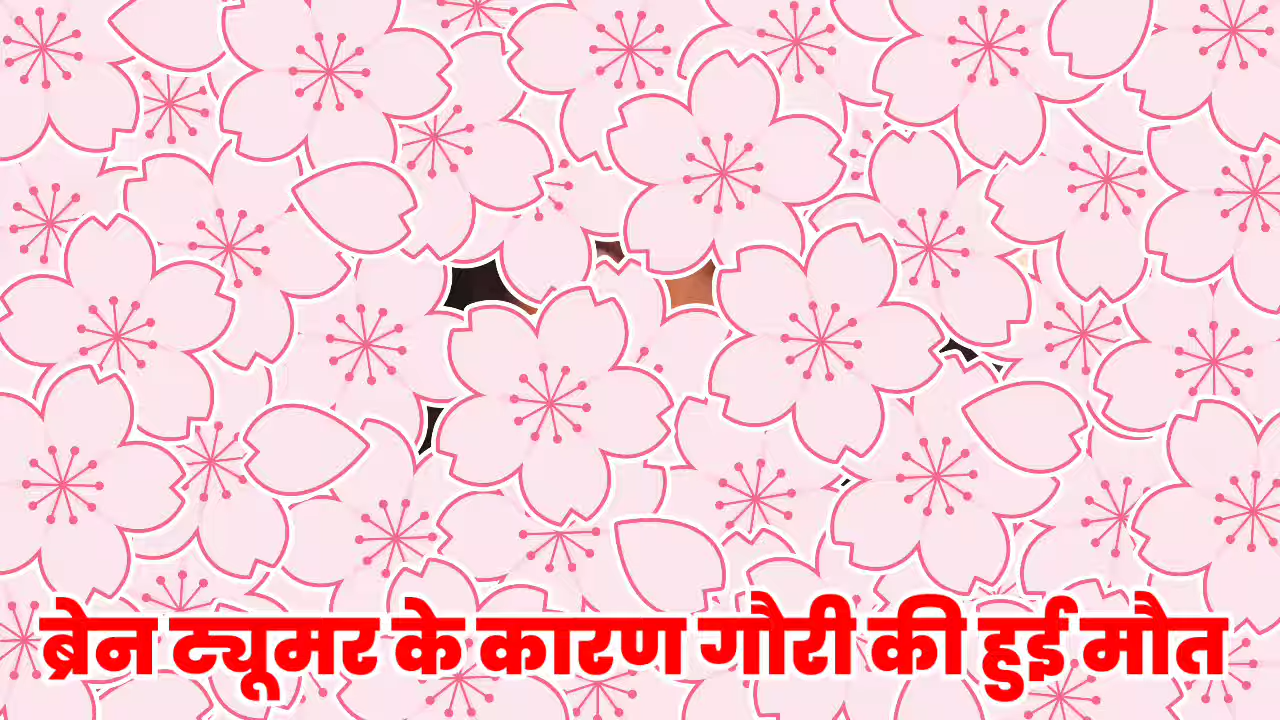 ब्रेन ट्यूमर के कारण गौरी की हुई मौत